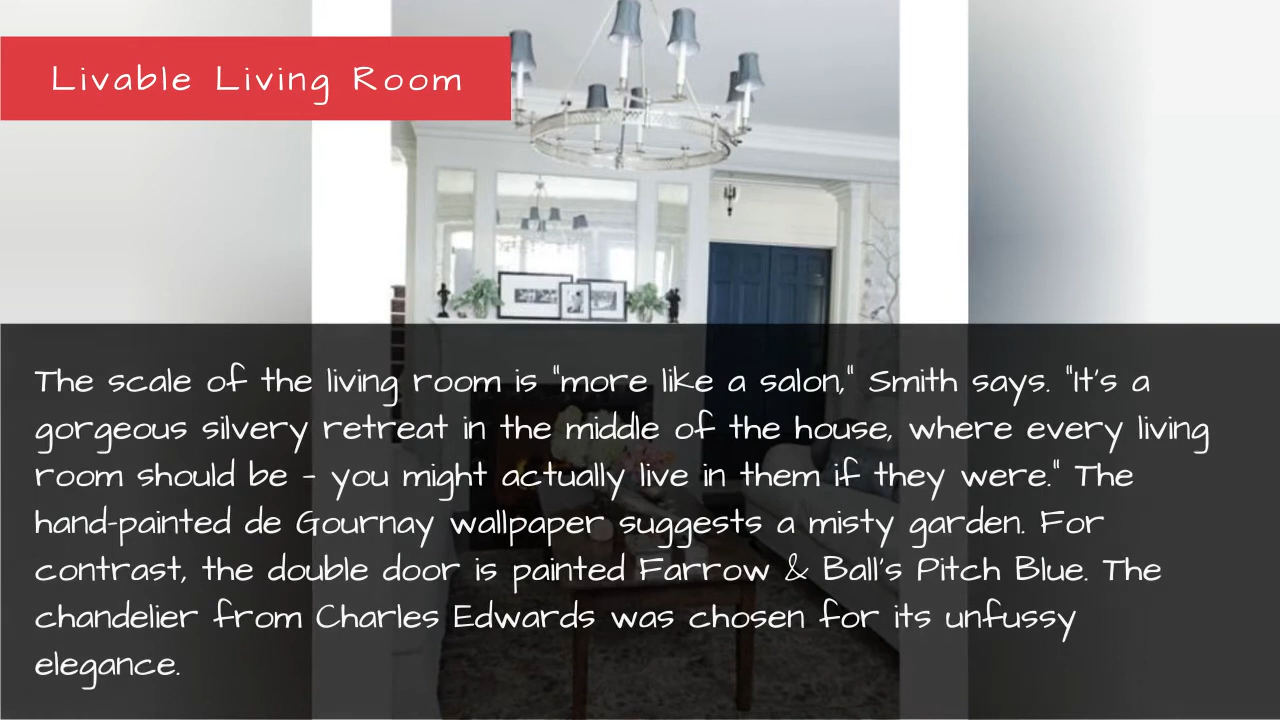 Livable Living Room
The scale of the living room is "more like a salon," Smith says. "It's a
gorgeous silvery retreat in the middle of the house, where every living
room should be - you might actually live in them if they were." The
hand-painted de Gournay wallpaper suggests a misty garden. For
contrast, the double door is painted Farrow & Ball's Pitch Blue. The
chandelier from Charles Edwards was chosen for its unfussy
elegance.